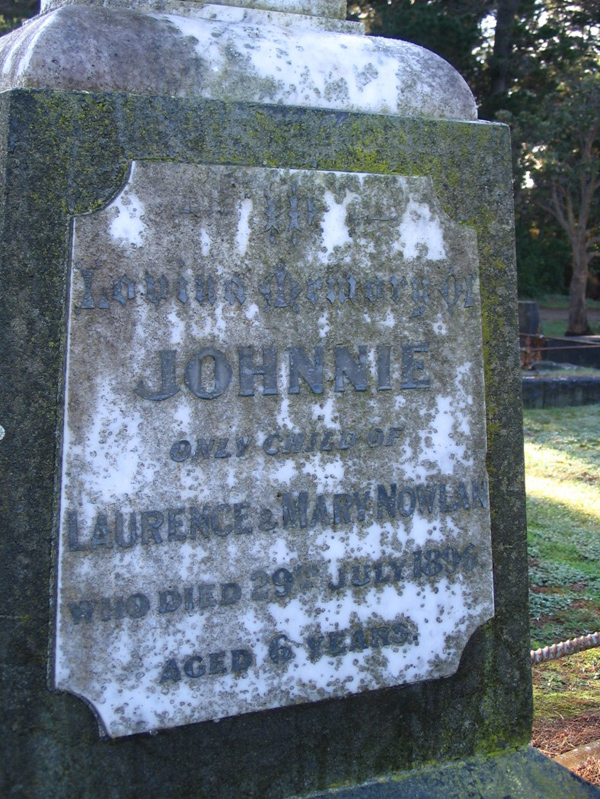 In
Loving Memory of
JOHNNIE
ONLY CHILD OF
LAURENCE & MARY NOWLAN
WHO DIED 29TH JULY 1896
AGED 6 YEARS.